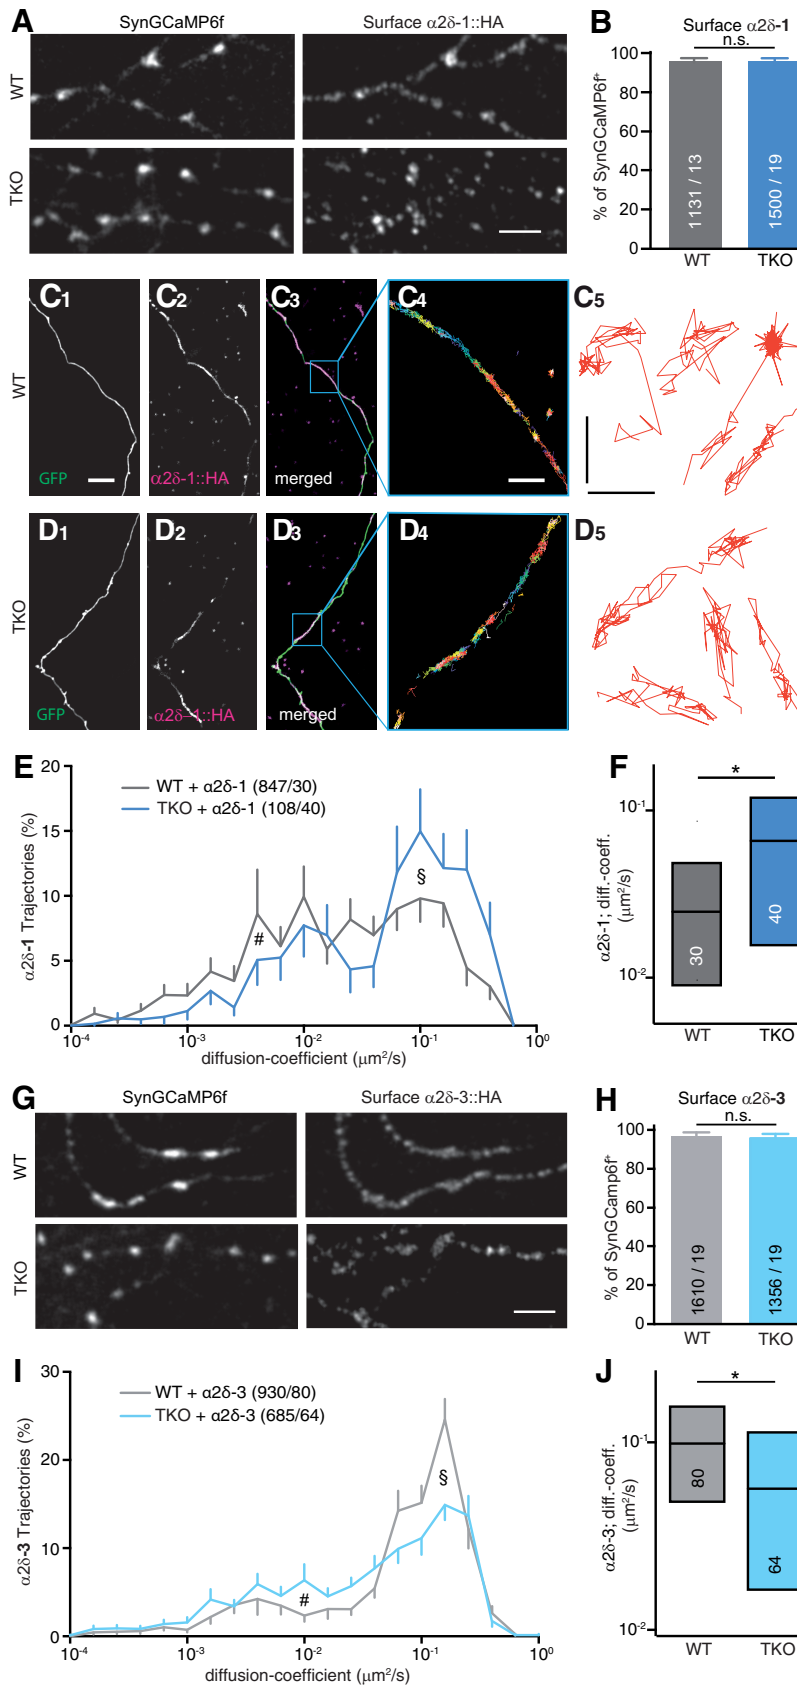 A
SynGCaMP6f
Surface α2δ-1::HA
WT
TKO
B
Surface α2δ-1
n.s.
% of SynGCaMP6f⁺
100
80
60
40
20
0
1131 / 13
1500 / 19
WT
TKO
WT
C1
GFP
C2
α2δ-1::HA
C3
merged
C4
C5
TKO
D1
GFP
D2
α2δ-1::HA
D3
merged
D4
D5
E
α2δ-1 Trajectories (%)
20
15
10
5
0
WT + α2δ-1 (847/30)
TKO + α2δ-1 (108/40)
#
§
10⁻⁴
10⁻³
10⁻²
10⁻¹
10⁰
diffusion-coefficient (µm²/s)
F
α2δ-1; diff.-coeff.
(µm²/s)
10⁻¹
10⁻²
*
30
40
WT
TKO
G
SynGCaMP6f
Surface α2δ-3::HA
WT
TKO
H
Surface α2δ-3
n.s.
% of SynGCamp6f⁺
100
80
60
40
20
0
1610 / 19
1356 / 19
WT
TKO
I
α2δ-3 Trajectories (%)
30
20
10
0
WT + α2δ-3 (930/80)
TKO + α2δ-3 (685/64)
#
§
10⁻⁴
10⁻³
10⁻²
10⁻¹
10⁰
diffusion-coefficient (µm²/s)
J
α2δ-3; diff.-coeff.
(µm²/s)
10⁻¹
10⁻²
*
80
64
WT
TKO